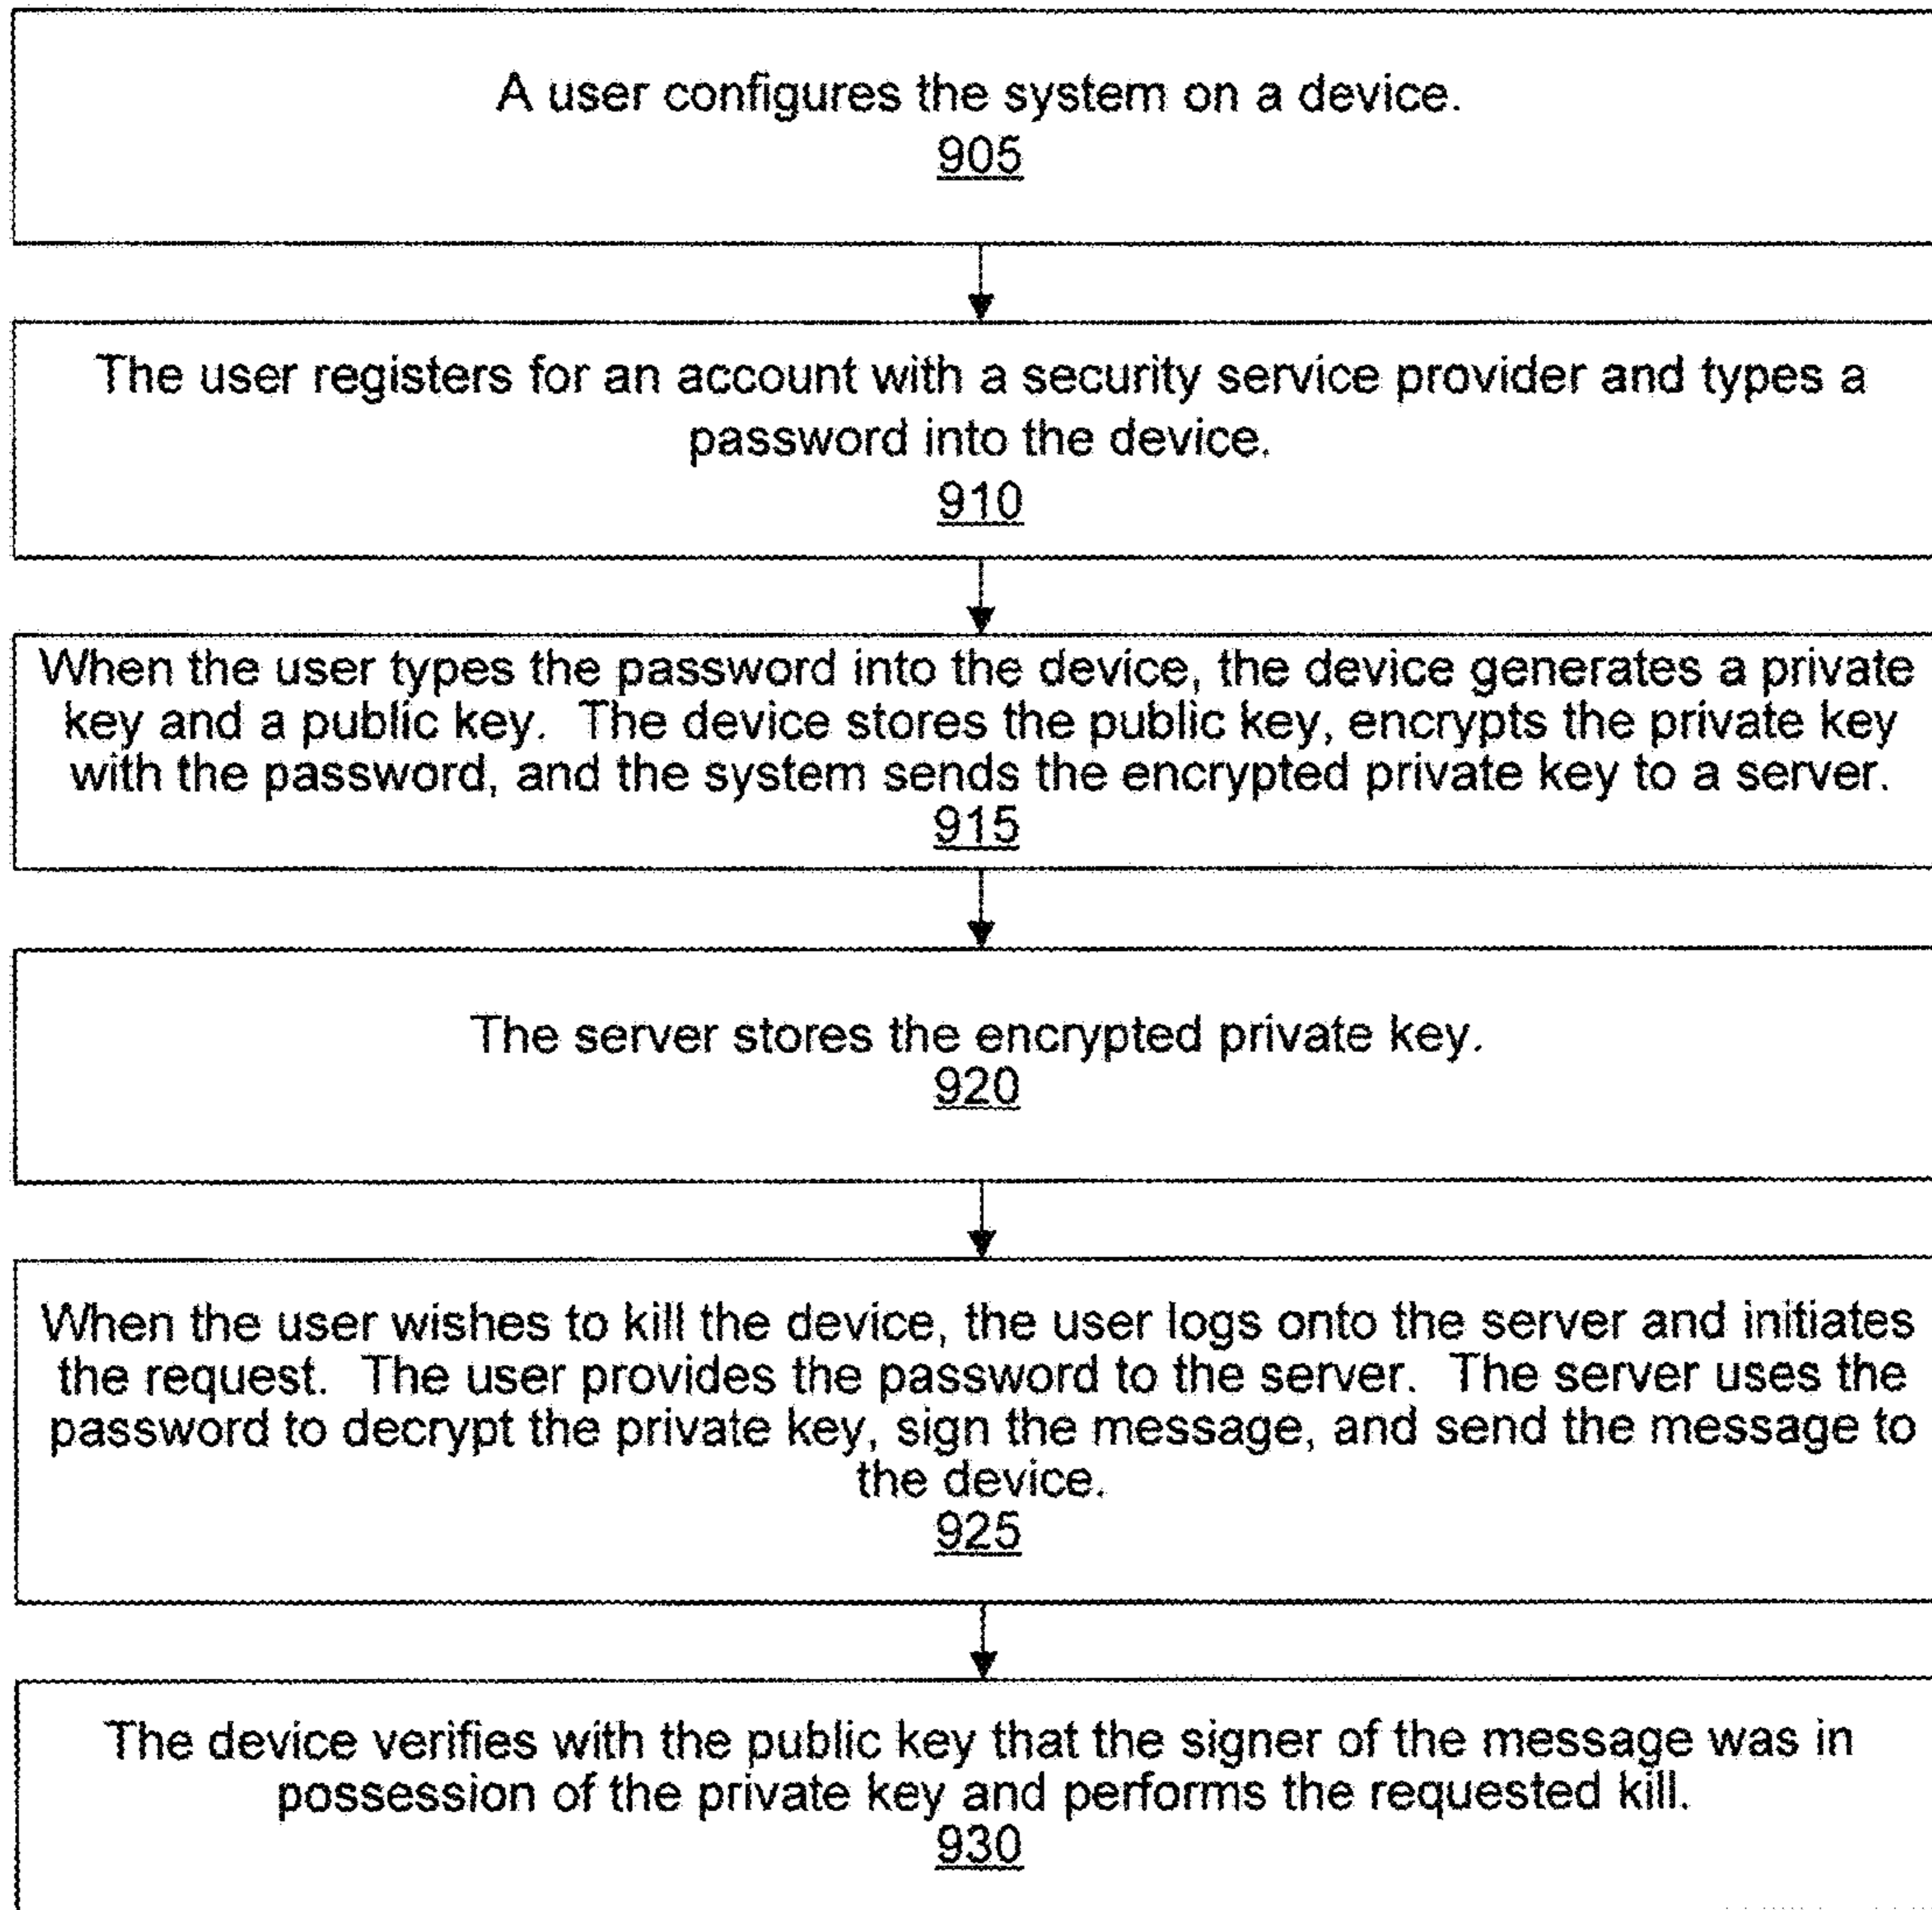 A user configures the system on a device.
905
The user registers for an account with a security service provider and types a
password into the device.
910
When the user types the password into the device, the device generates a private
key and a public key. The device stores the public key, encrypts the private key
with the password, and the system sends the encrypted private key to a server.
915
The server stores the encrypted private key.
920
When the user wishes to kill the device, the user logs onto the server and initiates
the request. The user provides the password to the server. The server uses the
password to decrypt the private key, sign the message, and send the message to
the device.
925
The device verifies with the public key that the signer of the message was in
possession of the private key and performs the requested kill.
930